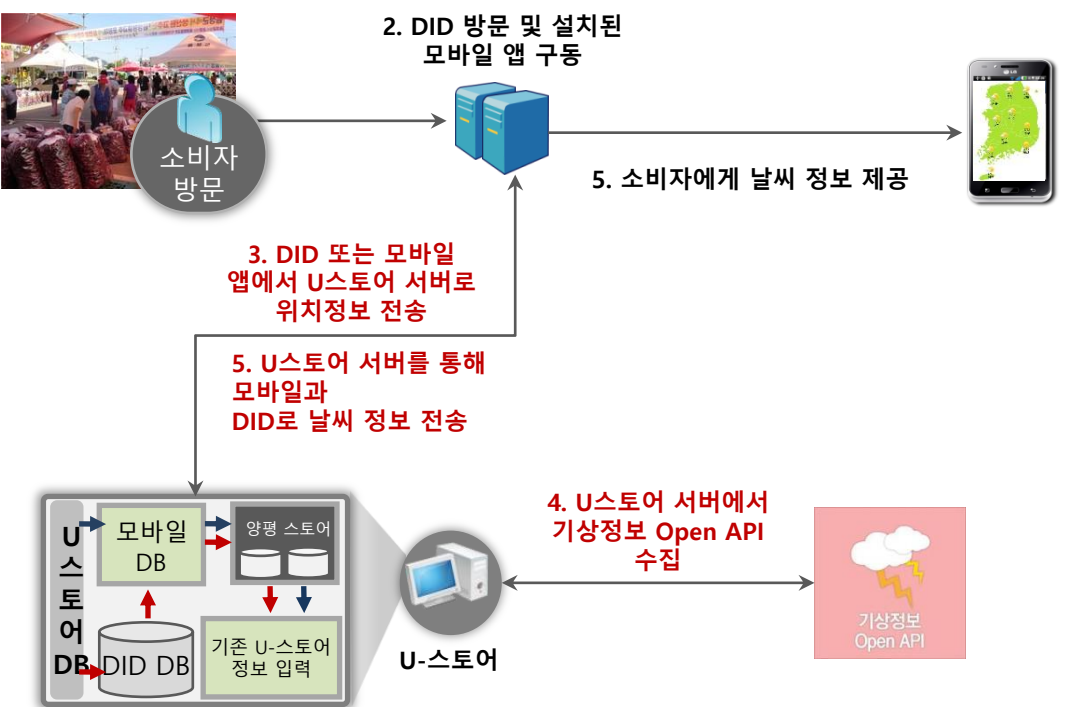 2. DID 방문 및 설치된
모바일 앱 구동
소비자
방문
5. 소비자에게 날씨 정보 제공
3. DID 또는 모바일
앱에서 U스토어 서버로
위치정보 전송
5. U스토어 서버를 통해
모바일과
DID로 날씨 정보 전송
U
스
토
어
DB
모바일
DB
양평 스토어
DID DB
기존 U-스토어
정보 입력
U-스토어
4. U스토어 서버에서
기상정보 Open API
수집
기상정보
Open API